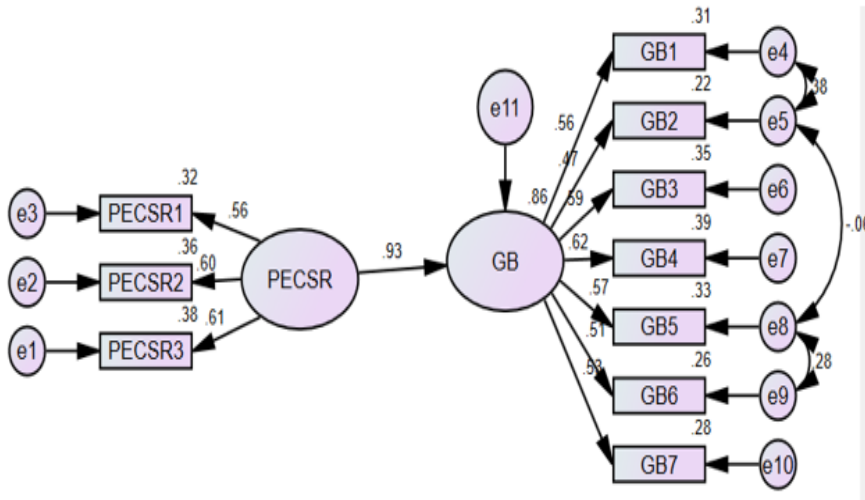 .31
GB1
e4
.38
.22
GB2
e5
e11
.56
.47
.35
GB3
e6
.32
e3
PECSR1
.56
.86
.59
.39
GB4
e7
.36
e2
PECSR2
.60
PECSR
.93
GB
.62
-.06
.57
.33
GB5
e8
.38
.61
e1
PECSR3
.51
.28
.26
GB6
e9
.53
.28
GB7
e10